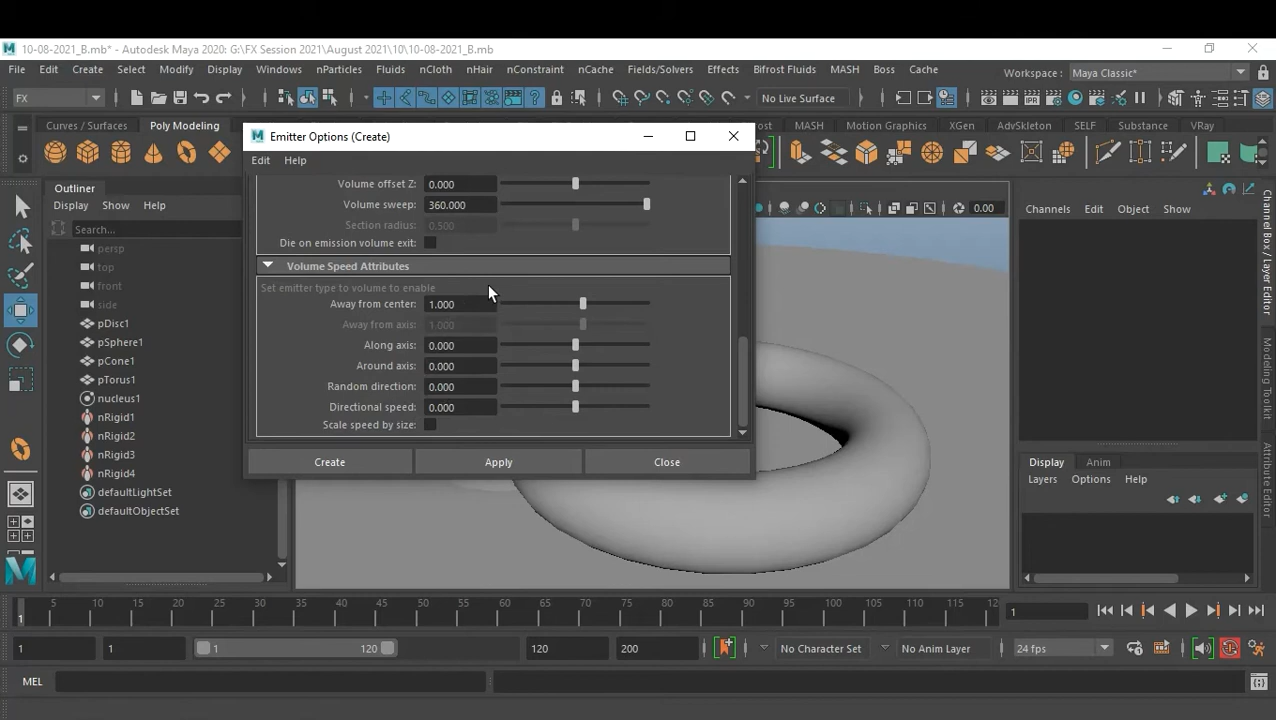 10-08-2021_B.mb* - Autodesk Maya 2020: G:\FX Session 2021\August 2021\10\10-08-2021_B.mb
File Edit Create Select Modify Display Windows nParticles Fluids nCloth nHair nConstraint nCache Fields/Solvers Effects Bifrost Fluids MASH Boss Cache Workspace: Maya Classic*
FX No Live Surface
Curves / Surfaces Poly Modeling ost MASH Motion Graphics XGen AdvSkeleton SELF Substance VRay
Emitter Options (Create)
Edit Help
Volume offset Z: 0.000
Volume sweep: 360.000
Section radius: 0.500
Die on emission volume exit:
Volume Speed Attributes
Set emitter type to volume to enable
Away from center: 1.000
Away from axis: 1.000
Along axis: 0.000
Around axis: 0.000
Random direction: 0.000
Directional speed: 0.000
Scale speed by size:
Create Apply Close
Outliner
Display Show Help
Search...
persp
top
front
side
pDisc1
pSphere1
pCone1
pTorus1
nucleus1
nRigid1
nRigid2
nRigid3
nRigid4
defaultLightSet
defaultObjectSet
0.00
Channels Edit Object Show
Display Anim
Layers Options Help
Channel Box / Layer Editor
Modeling Toolkit
Attribute Editor
5 10 15 20 25 30 35 40 45 50 55 60 65 70 75 80 85 90 95 100 105 110 115 12
1 1
1 1 1 120 120 200 No Character Set No Anim Layer 24 fps
MEL